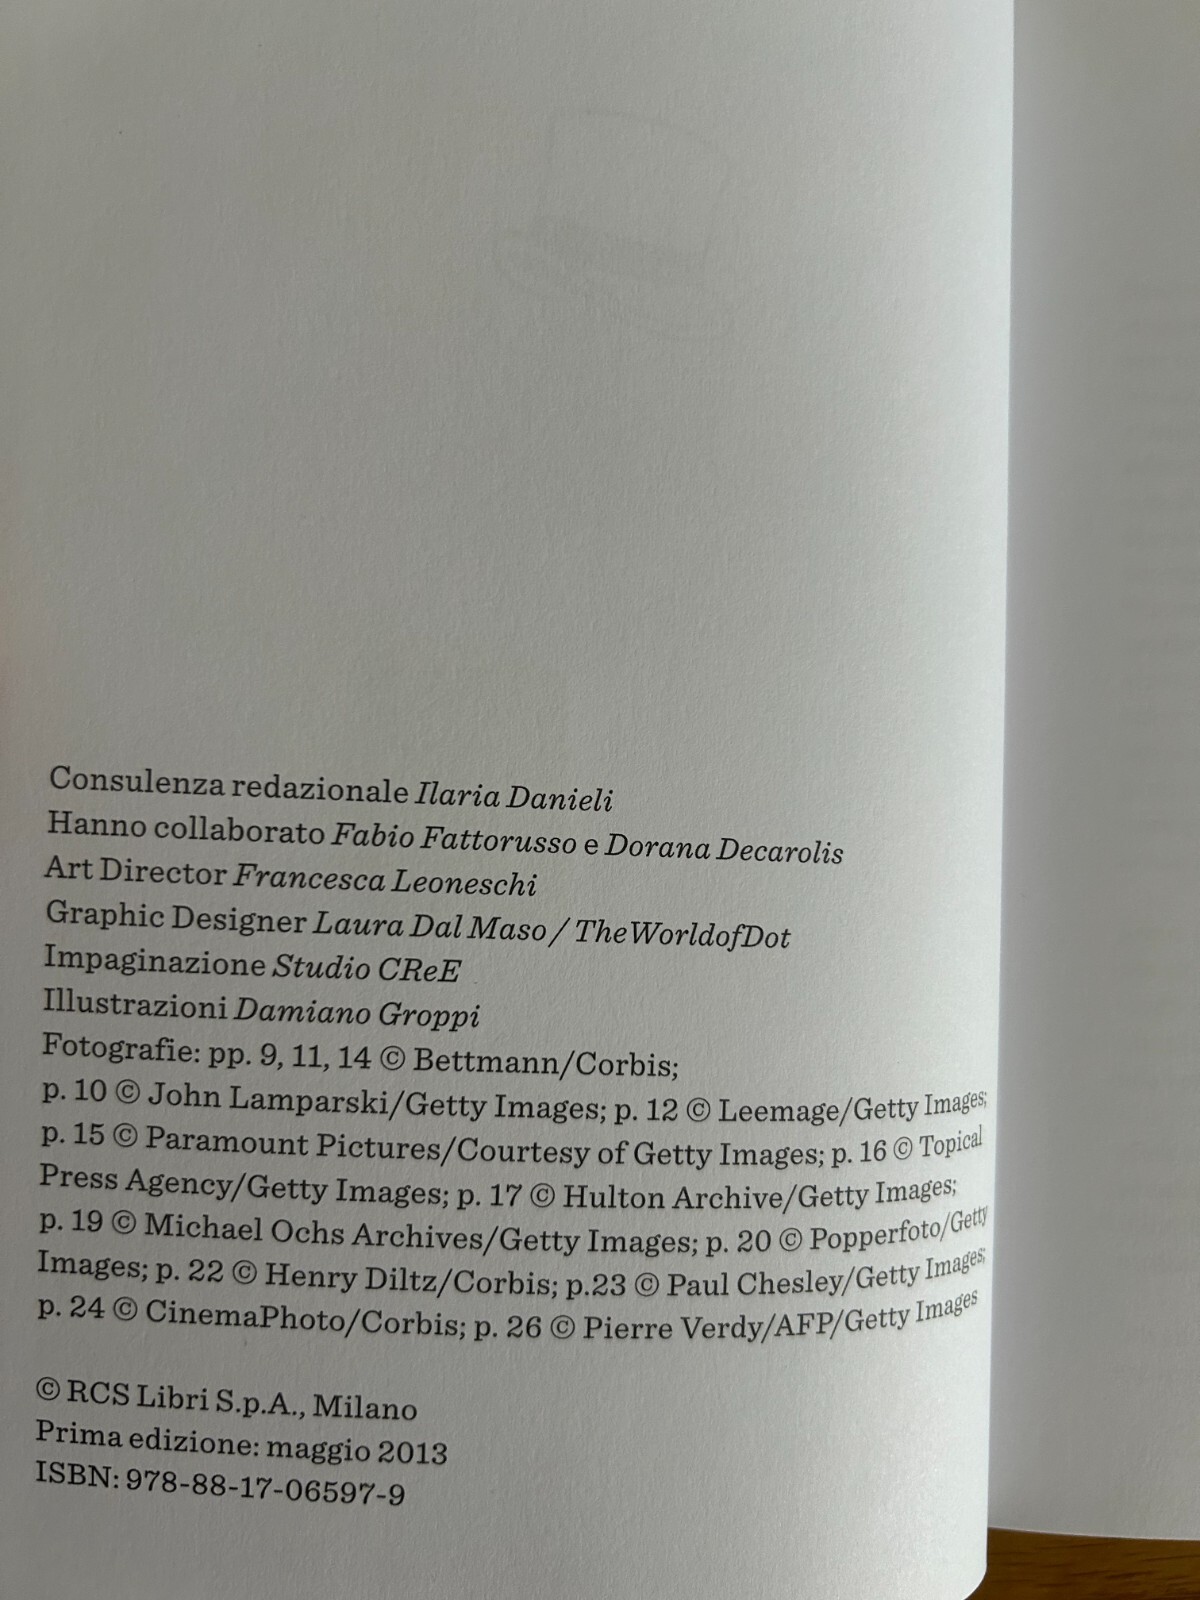 Consulenza redazionale Ilaria Danieli
Hanno collaborato Fabio Fattorusso e Dorana Decarolis
Art Director Francesca Leoneschi
Graphic Designer Laura Dal Maso / TheWorldofDot
Impaginazione Studio CReE
Illustrazioni Damiano Groppi
Fotografie: pp. 9, 11, 14 © Bettmann/Corbis;
p. 10 © John Lamparski/Getty Images; p. 12 © Leemage/Getty Images;
p. 15 © Paramount Pictures/Courtesy of Getty Images; p. 16 © Topical
Press Agency/Getty Images; p. 17 © Hulton Archive/Getty Images;
p. 19 © Michael Ochs Archives/Getty Images; p. 20 © Popperfoto/Getty
Images; p. 22 © Henry Diltz/Corbis; p.23 © Paul Chesley/Getty Images;
p. 24 © CinemaPhoto/Corbis; p. 26 © Pierre Verdy/AFP/Getty Images
© RCS Libri S.p.A., Milano
Prima edizione: maggio 2013
ISBN: 978-88-17-06597-9